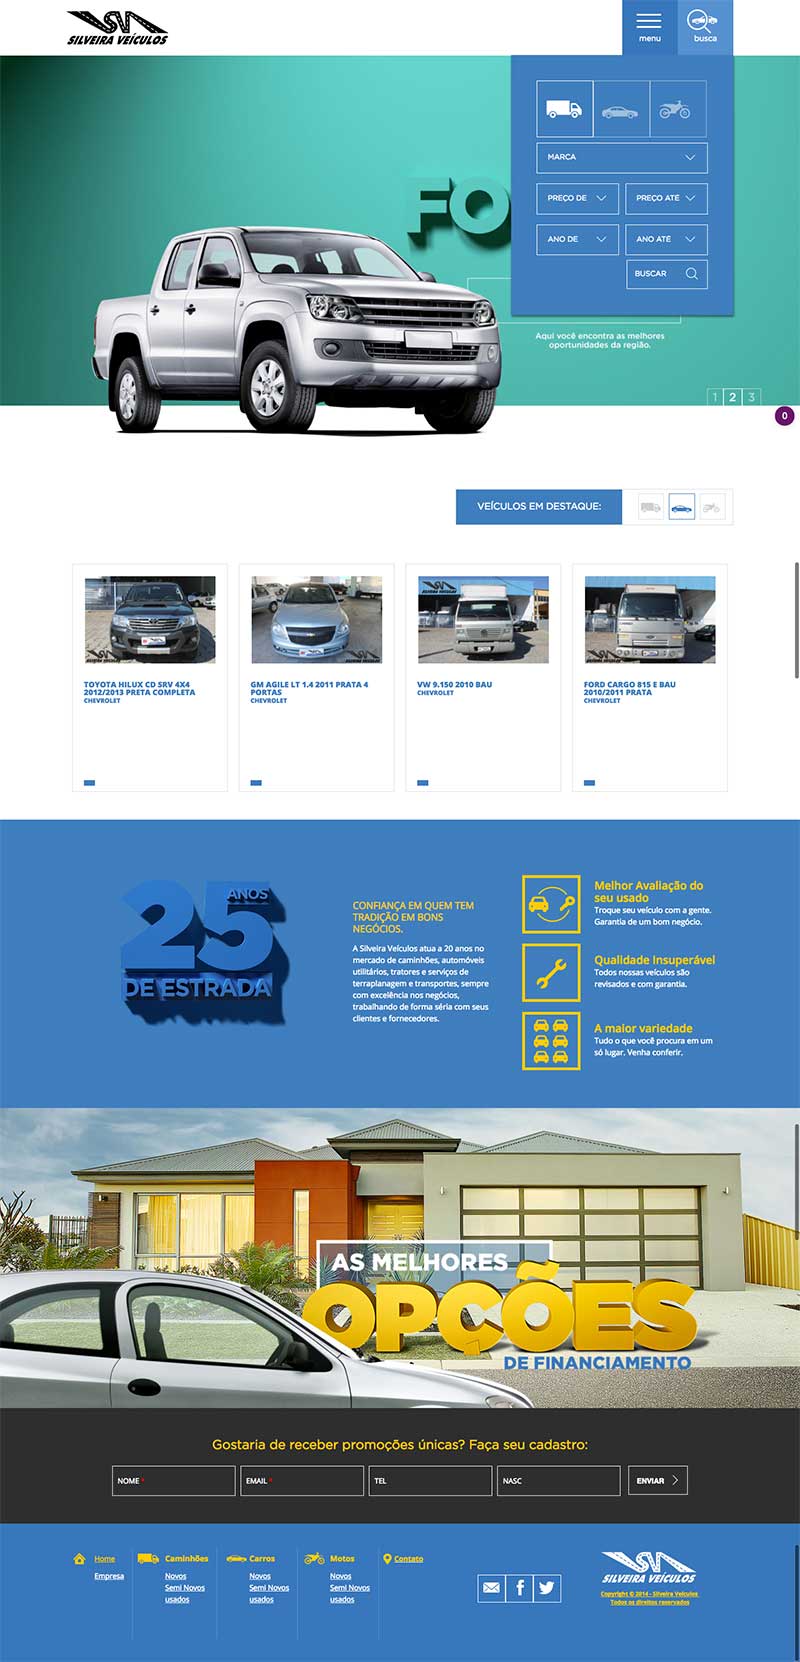 SILVEIRA VEÍCULOS
menu
busca
MARCA
PREÇO DE
PREÇO ATÉ
ANO DE
ANO ATÉ
BUSCAR
FO
Aqui você encontra as melhores
oportunidades da região.
1 2 3
0
VEÍCULOS EM DESTAQUE:
TOYOTA HILUX CD SRV 4X4
2012/2013 PRETA COMPLETA
CHEVROLET
GM AGILE LT 1.4 2011 PRATA 4
PORTAS
CHEVROLET
SILVEIRA VEÍCULOS
VW 9.150 2010 BAU
CHEVROLET
FORD CARGO 815 E BAU
2010/2011 PRATA
CHEVROLET
25 ANOS
DE ESTRADA
CONFIANÇA EM QUEM TEM
TRADIÇÃO EM BONS
NEGÓCIOS.
A Silveira Veículos atua a 20 anos no
mercado de caminhões, automóveis
utilitários, tratores e serviços de
terraplanagem e transportes, sempre
com excelência nos negócios,
trabalhando de forma séria com seus
clientes e fornecedores.
Melhor Avaliação do
seu usado
Troque seu veículo com a gente.
Garantia de um bom negócio.
Qualidade Insuperável
Todos nossas veículos são
revisados e com garantia.
A maior variedade
Tudo o que você procura em um
só lugar. Venha conferir.
AS MELHORES
OPÇÕES
DE FINANCIAMENTO
Gostaria de receber promoções únicas? Faça seu cadastro:
NOME *
EMAIL *
TEL
NASC
ENVIAR
Home
Empresa
Caminhões
Novos
Semi Novos
usados
Carros
Novos
Semi Novos
usados
Motos
Novos
Semi Novos
usados
Contato
SILVEIRA VEÍCULOS
Copyright © 2014 - Silveira Veículos
Todos os direitos reservados